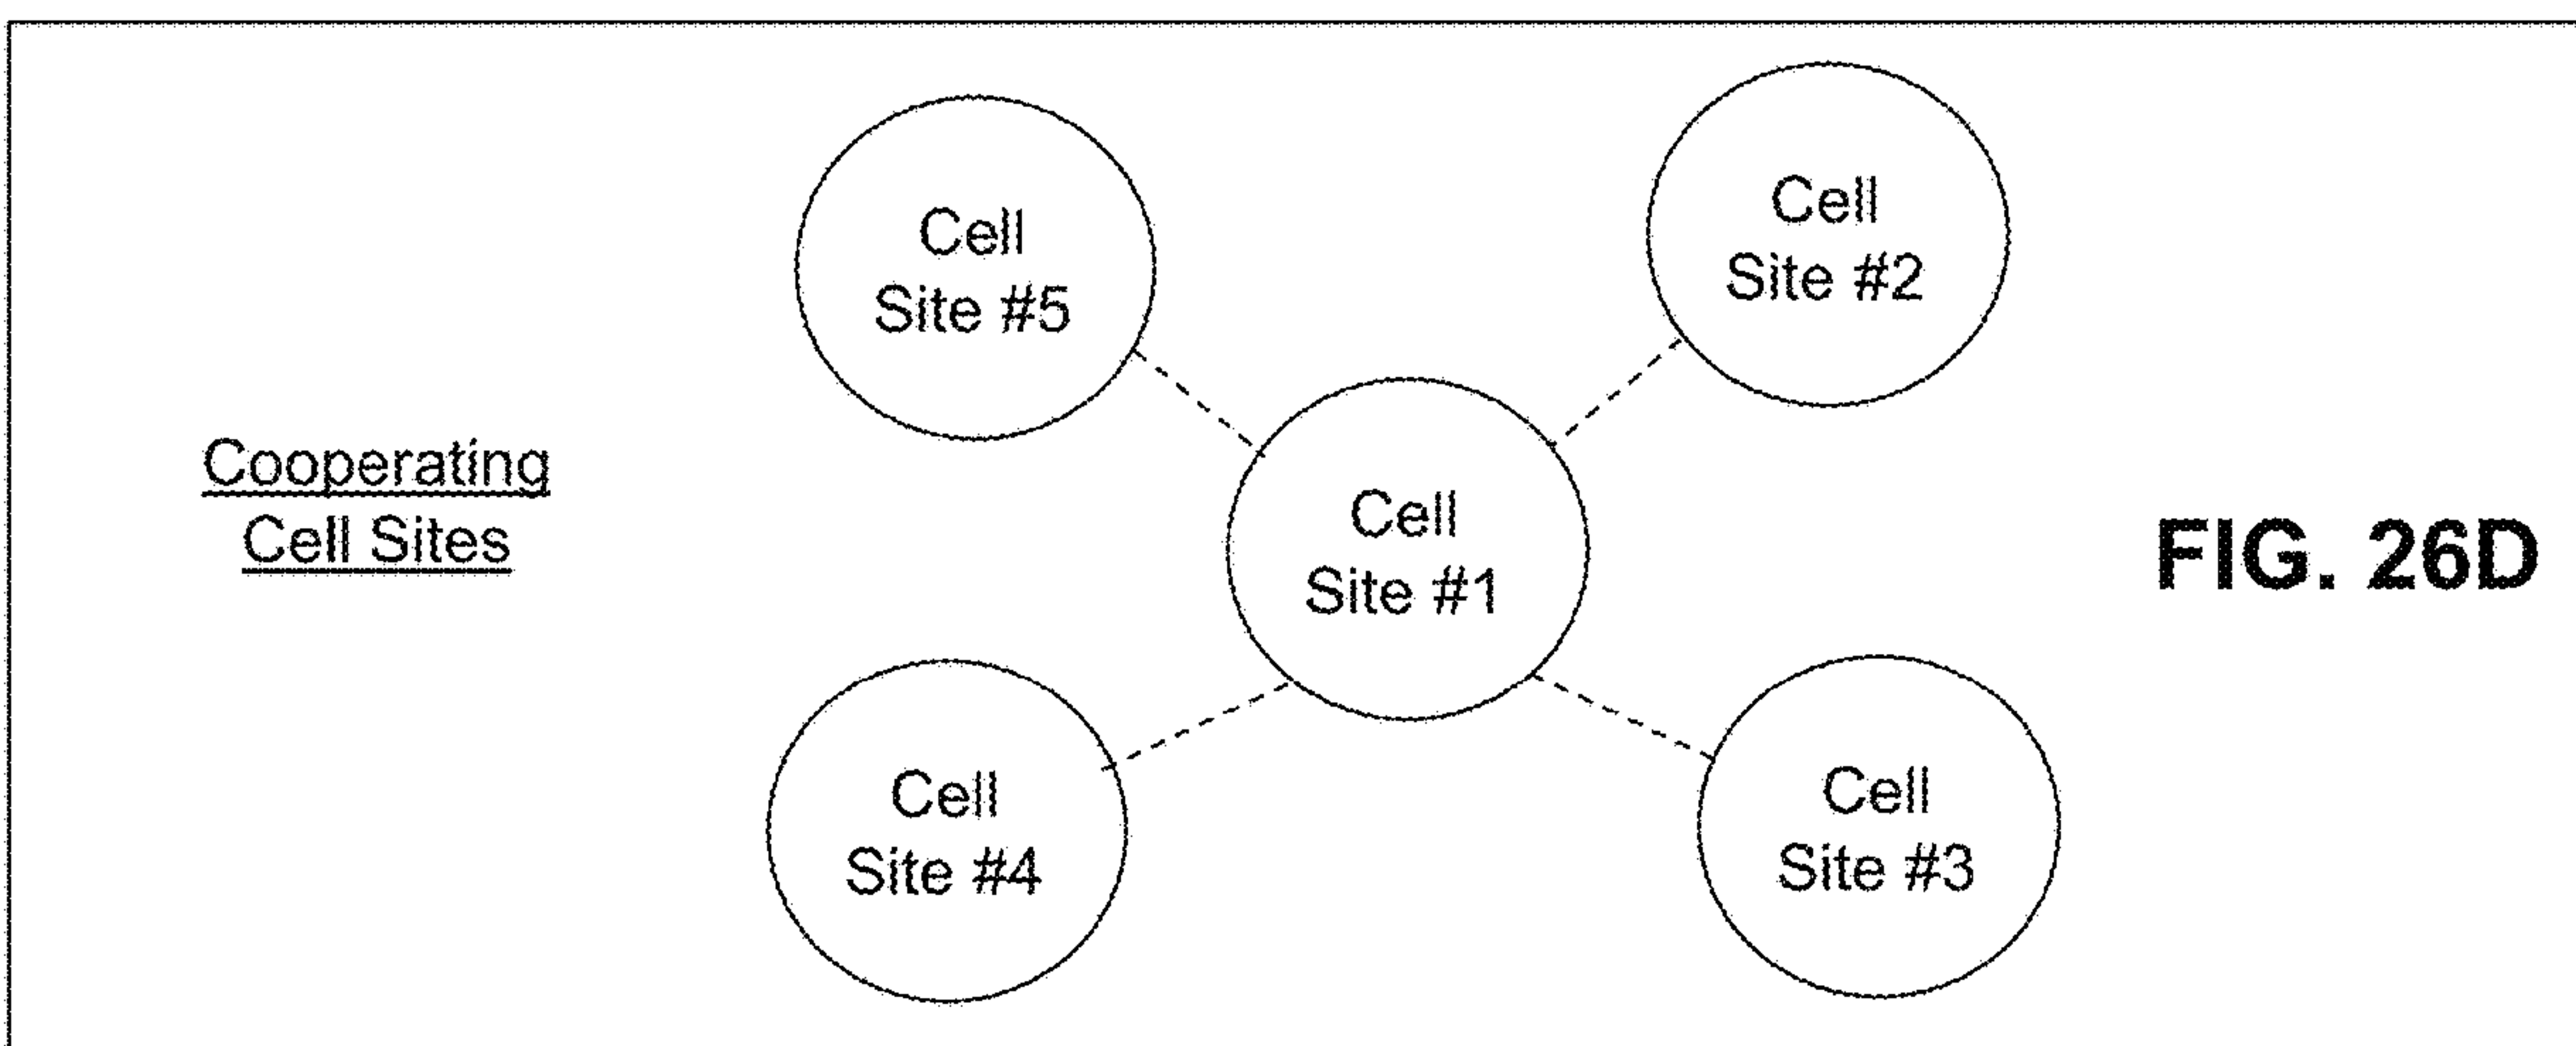 Cell
Site #5
Cell
Site #2
Cooperating
Cell Sites
Cell
Site #1
FIG. 26D
Cell
Site #4
Cell
Site #3